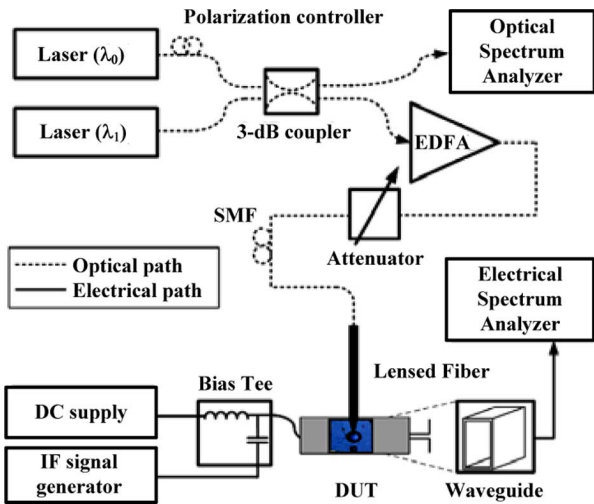 Polarization controller
Laser (λ0)
Optical
Spectrum
Analyzer
Laser (λ1)
3-dB coupler
EDFA
SMF
Attenuator
Optical path
Electrical path
Electrical
Spectrum
Analyzer
Lensed Fiber
Bias Tee
DC supply
IF signal
generator
DUT
Waveguide